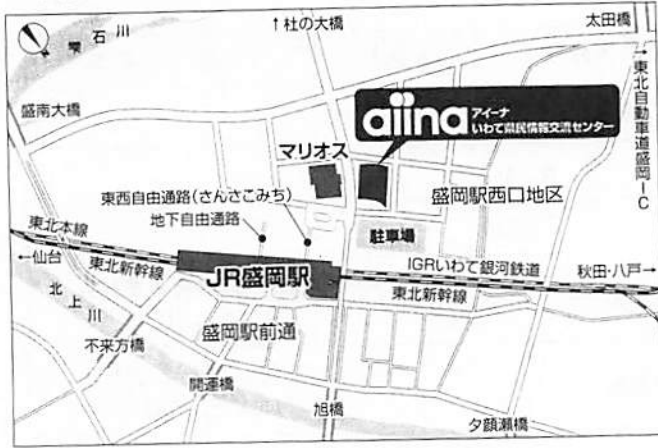 雫石川
↑杜の大橋
太田橋
→東北自動車道盛岡-IC
盛南大橋
aiina アイーナ
いわて県民情報交流センター
マリオス
盛岡駅西口地区
東西自由通路(さんさこみち)
地下自由通路
駐車場
東北本線
←仙台
東北新幹線
JR盛岡駅
IGRいわて銀河鉄道
秋田・八戸→
東北新幹線
北上川
盛岡駅前通
不来方橋
開運橋
旭橋
夕顔瀬橋